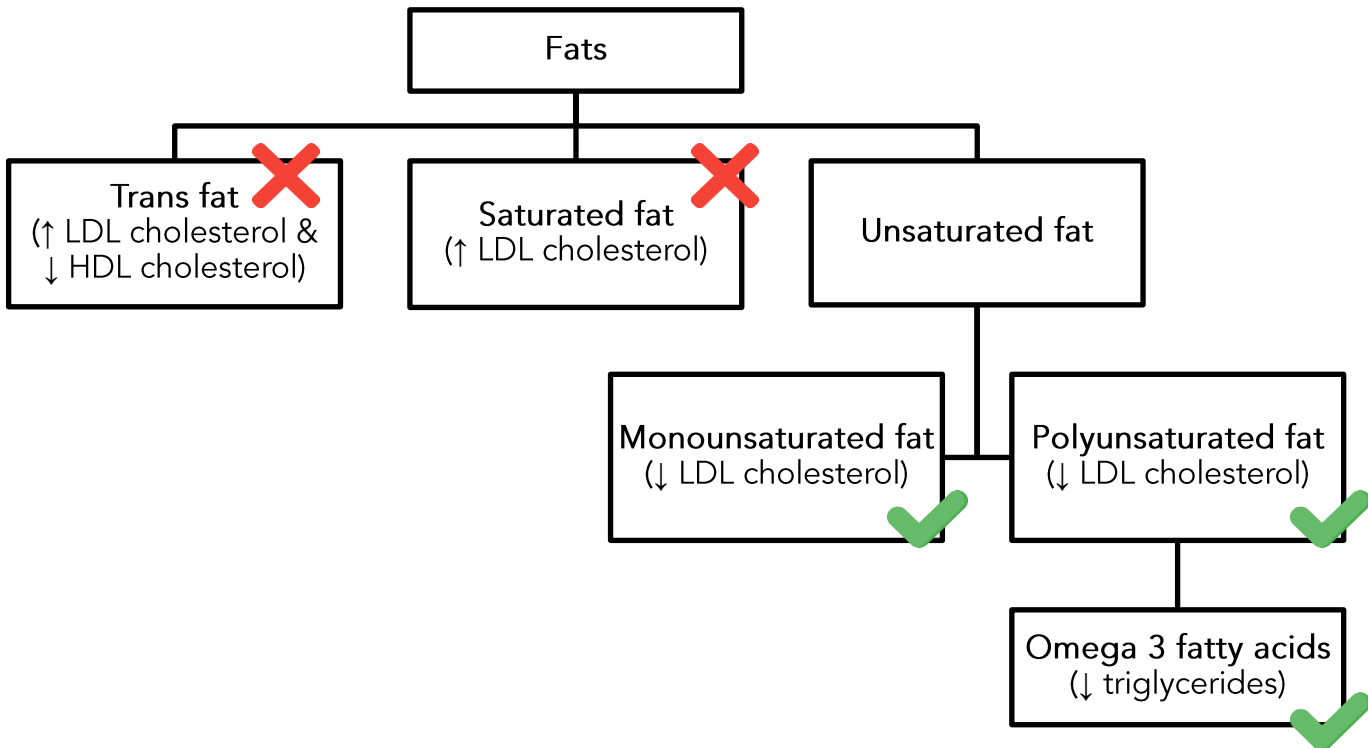 Fats
Trans fat
(↑ LDL cholesterol &
↓ HDL cholesterol)
Saturated fat
(↑ LDL cholesterol)
Unsaturated fat
Monounsaturated fat
(↓ LDL cholesterol)
Polyunsaturated fat
(↓ LDL cholesterol)
Omega 3 fatty acids
(↓ triglycerides)